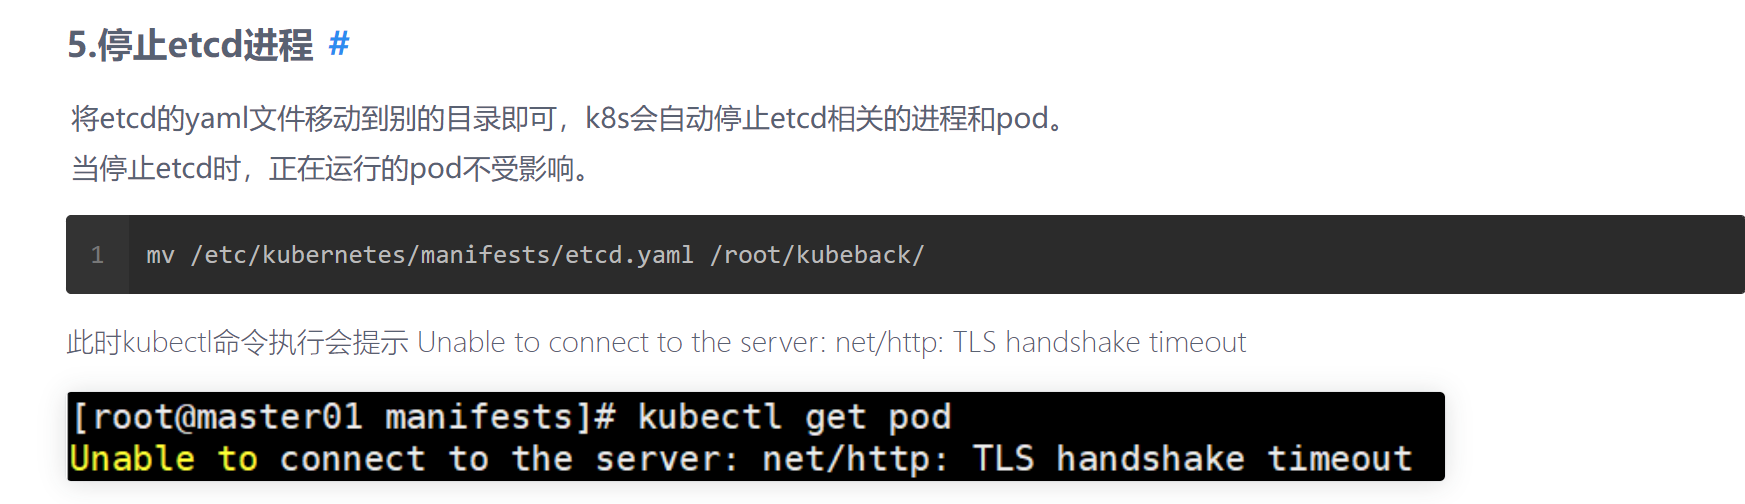 5.停止etcd进程 #
将etcd的yaml文件移动到别的目录即可，k8s会自动停止etcd相关的进程和pod。
当停止etcd时，正在运行的pod不受影响。
1 mv /etc/kubernetes/manifests/etcd.yaml /root/kubeback/
此时kubectl命令执行会提示 Unable to connect to the server: net/http: TLS handshake timeout
[root@master01 manifests]# kubectl get pod
Unable to connect to the server: net/http: TLS handshake timeout